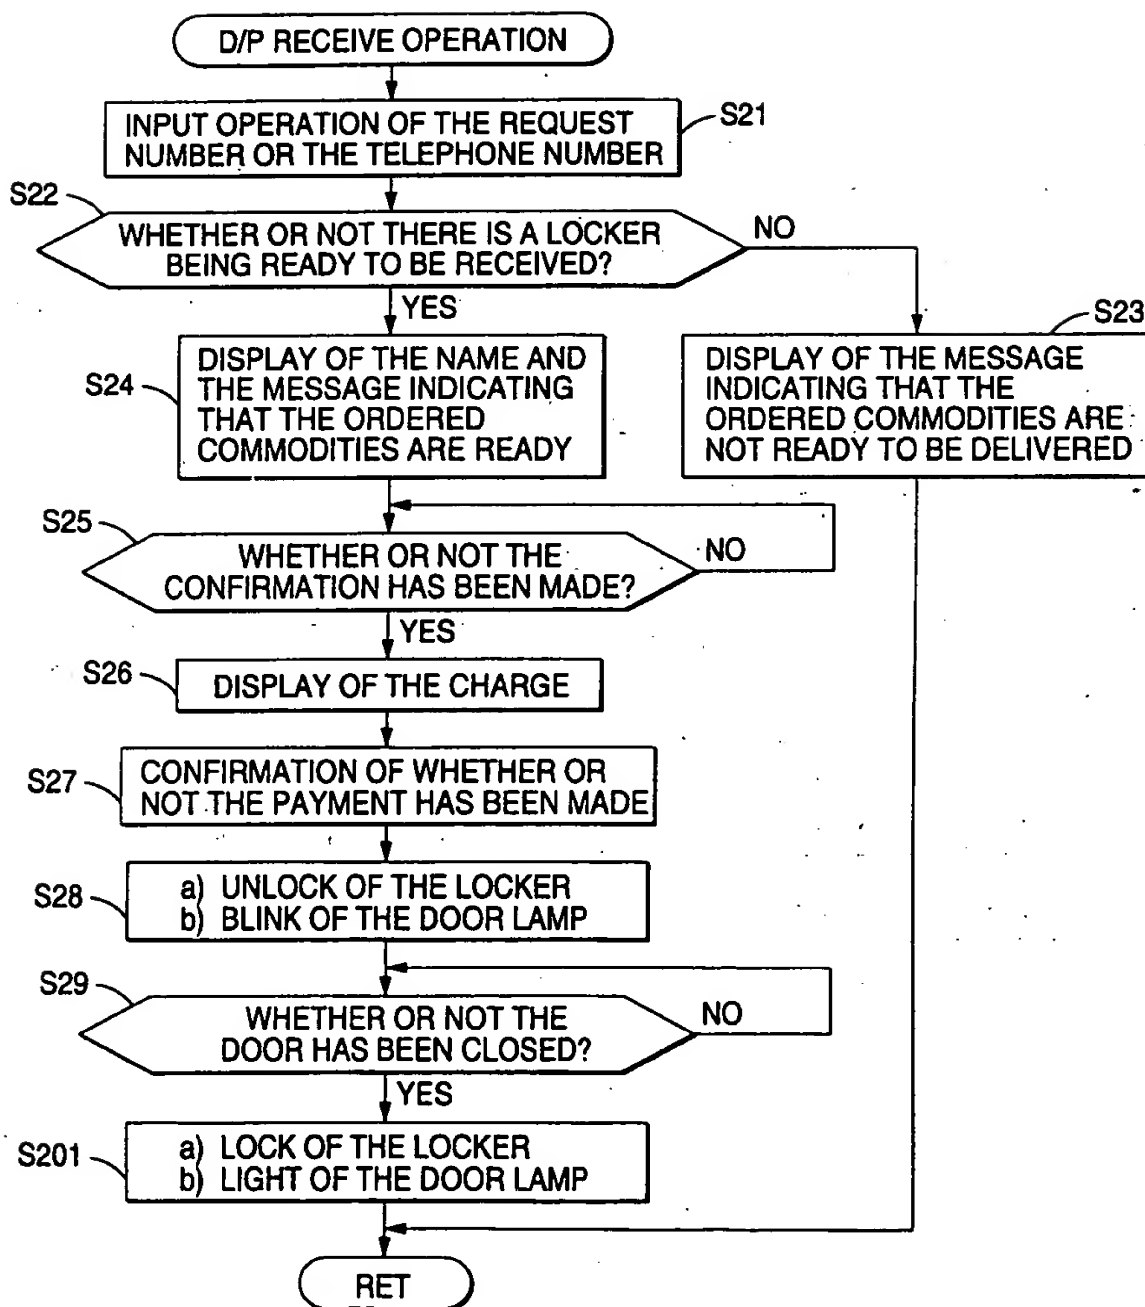 D/P RECEIVE OPERATION
INPUT OPERATION OF THE REQUEST
NUMBER OR THE TELEPHONE NUMBER
S21
S22
WHETHER OR NOT THERE IS A LOCKER
BEING READY TO BE RECEIVED?
NO
YES
S23
DISPLAY OF THE MESSAGE
INDICATING THAT THE
ORDERED COMMODITIES ARE
NOT READY TO BE DELIVERED
S24
DISPLAY OF THE NAME AND
THE MESSAGE INDICATING
THAT THE ORDERED
COMMODITIES ARE READY
S25
WHETHER OR NOT THE
CONFIRMATION HAS BEEN MADE?
NO
YES
S26
DISPLAY OF THE CHARGE
S27
CONFIRMATION OF WHETHER OR
NOT THE PAYMENT HAS BEEN MADE
S28
a) UNLOCK OF THE LOCKER
b) BLINK OF THE DOOR LAMP
S29
WHETHER OR NOT THE
DOOR HAS BEEN CLOSED?
NO
YES
S201
a) LOCK OF THE LOCKER
b) LIGHT OF THE DOOR LAMP
RET